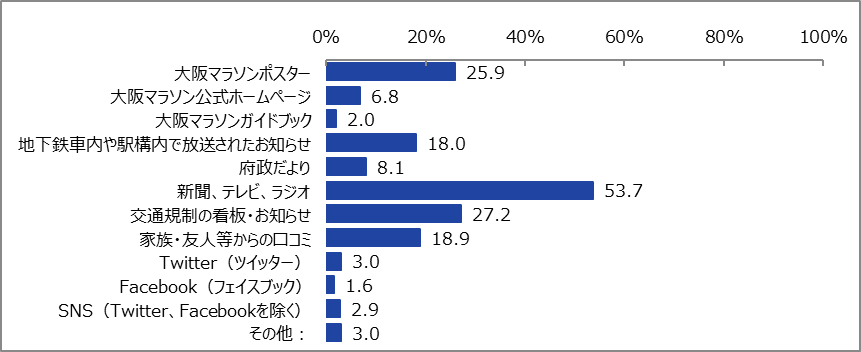 0% 20% 40% 60% 80% 100%
大阪マラソンポスター 25.9
大阪マラソン公式ホームページ 6.8
大阪マラソンガイドブック 2.0
地下鉄車内や駅構内で放送されたお知らせ 18.0
府政だより 8.1
新聞、テレビ、ラジオ 53.7
交通規制の看板・お知らせ 27.2
家族・友人等からの口コミ 18.9
Twitter（ツイッター） 3.0
Facebook（フェイスブック） 1.6
SNS（Twitter、Facebookを除く） 2.9
その他： 3.0